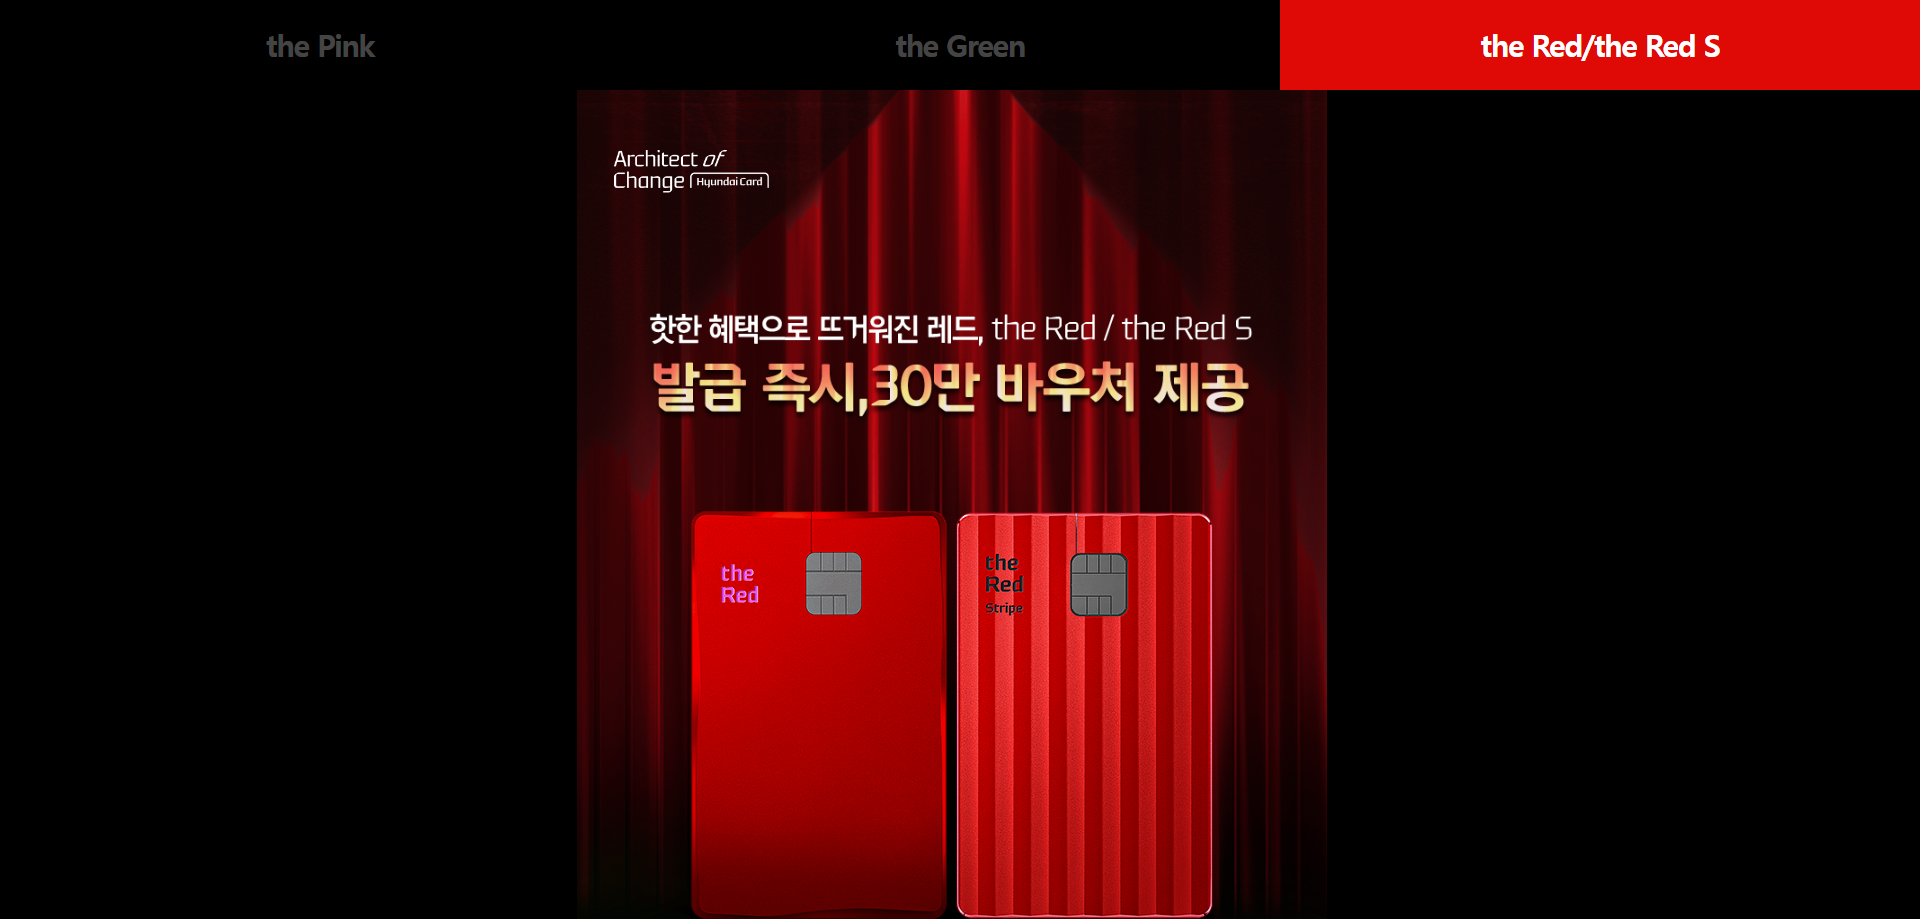 the Pink
the Green
the Red/the Red S
Architect of
Change HyundaiCard
핫한 혜택으로 뜨거워진 레드, the Red / the Red S
발급 즉시,30만 바우처 제공
the
Red
the
Red
Stripe